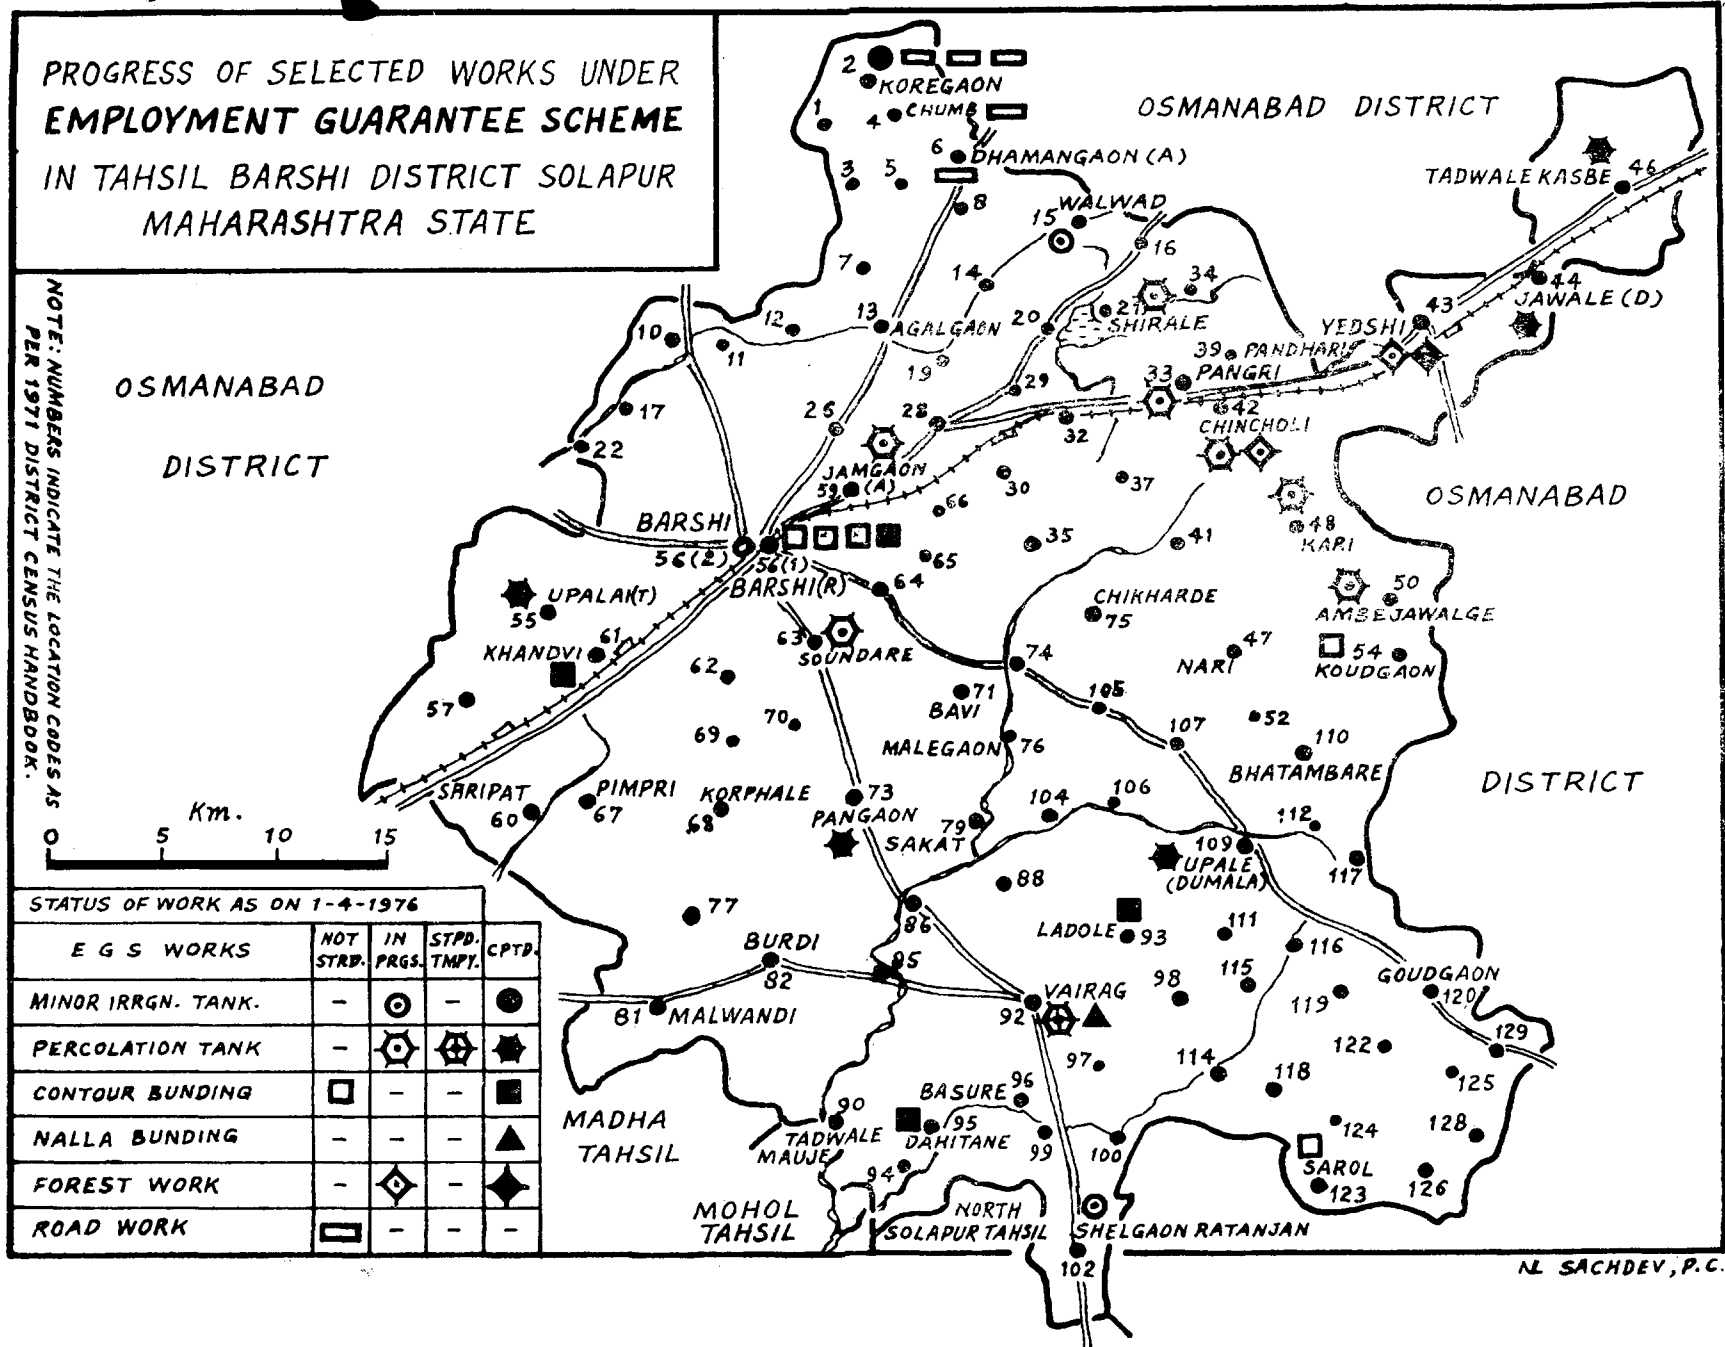 PROGRESS OF SELECTED WORKS UNDER
EMPLOYMENT GUARANTEE SCHEME
IN TAHSIL BARSHI DISTRICT SOLAPUR
MAHARASHTRA STATE
NOTE: NUMBERS INDICATE THE LOCATION CODES AS
PER 1971 DISTRICT CENSUS HANDBOOK.
2
KOREGAON
1
4 CHUMB
OSMANABAD DISTRICT
6 DHAMANGAON (A)
3 5
TADWALE KASBE 46
8
15 WALWAD
16
7
14
34
44
JAWALE (D)
43
10
11
12
13 AGALGAON
20
21
SHIRALE
YEDSHI
39 PANDHARI
33 PANGRI
19
29
OSMANABAD
DISTRICT
17
26
28
32
42
CHINCHOLI
22
JAMGAON
59 (A)
30
37
OSMANABAD
66
48
KARI
BARSHI
56(2) 56(1)
BARSHI(R)
65
35
41
64
50
AMBEJAWALGE
UPALAI(T)
55
CHIKHARDE
75
KHANDVI 61
63
SOUNDARE
62
74
47
NARI
54
KOUDGAON
57
71
BAVI
105
70
69
MALEGAON 76
107
52
110
BHATAMBARE
DISTRICT
SHRIPAT
60
PIMPRI
67
KORPHALE
68
73
PANGAON
79
SAKAT
104
106
112
109
UPALE
(DUMALA)
117
Km.
0 5 10 15
88
77
86
LADOLE 93
111
116
BURDI
82
85
98
115
GOUDGAON
120
119
81 MALWANDI
VAIRAG
92
129
122
97
114
118
125
BASURE 96
90
TADWALE
MAUJE
95
DAHITANE
99
100
124
128
94
SAROL
123
126
MADHA
TAHSIL
MOHOL
TAHSIL
NORTH
SOLAPUR TAHSIL
SHELGAON RATANJAN
102
STATUS OF WORK AS ON 1-4-1976
E G S WORKS NOT STRD. IN PRGS. STPD. TMPY. CPTD.
MINOR IRRGN. TANK. - -
PERCOLATION TANK -
CONTOUR BUNDING - -
NALLA BUNDING - - -
FOREST WORK - -
ROAD WORK - - -
NL SACHDEV, P.C.